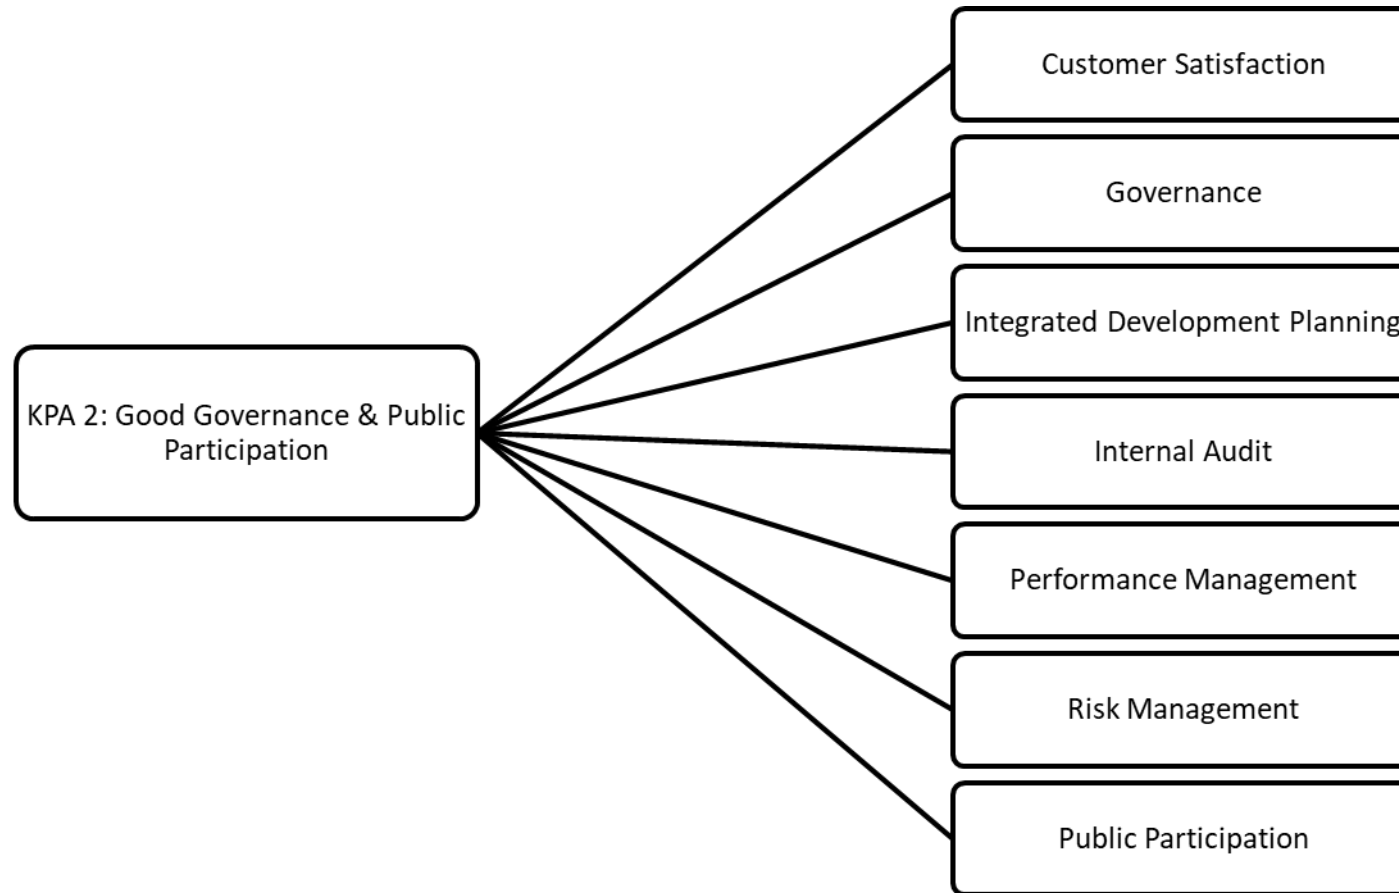 Customer Satisfaction
Governance
Integrated Development Planning
KPA 2: Good Governance & Public
Participation
Internal Audit
Performance Management
Risk Management
Public Participation